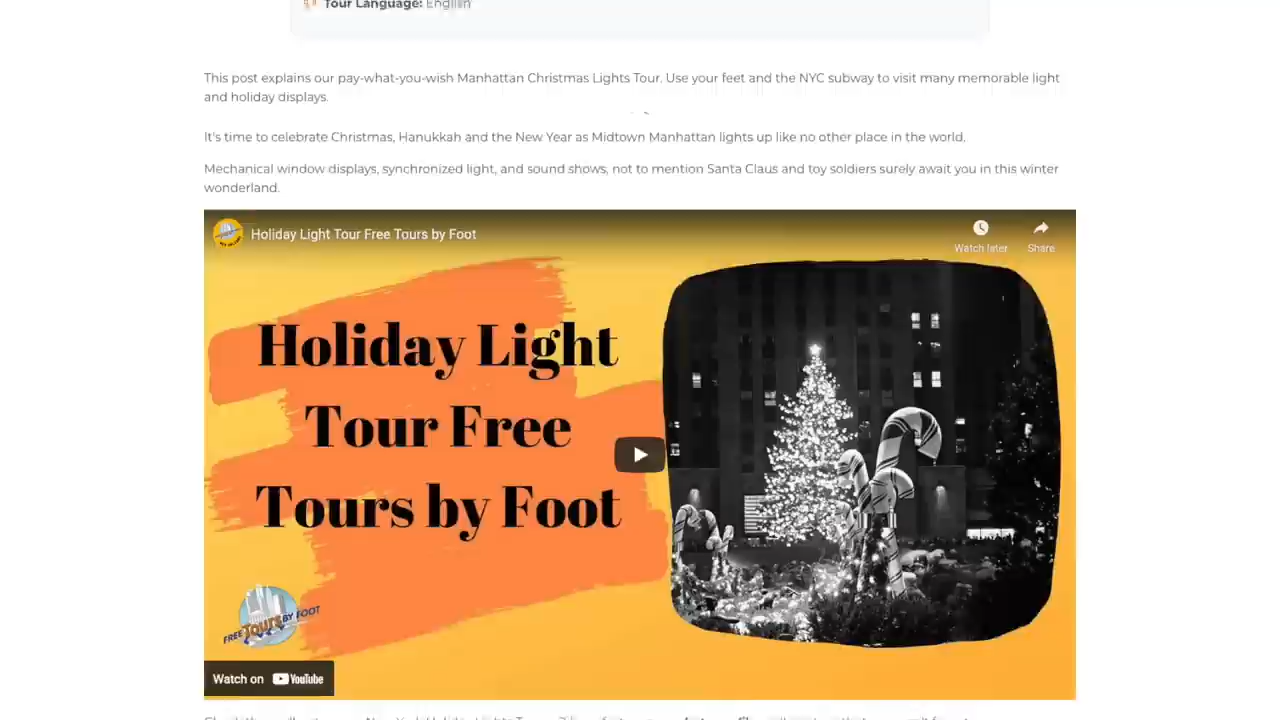 Tour Language: English
This post explains our pay-what-you-wish Manhattan Christmas Lights Tour. Use your feet and the NYC subway to visit many memorable light
and holiday displays.
It's time to celebrate Christmas, Hanukkah and the New Year as Midtown Manhattan lights up like no other place in the world.
Mechanical window displays, synchronized light, and sound shows, not to mention Santa Claus and toy soldiers surely await you in this winter
wonderland.
Holiday Light Tour Free Tours by Foot
Watch later
Share
Holiday Light
Tour Free
Tours by Foot
FREE Tours BY FOOT
Watch on YouTube